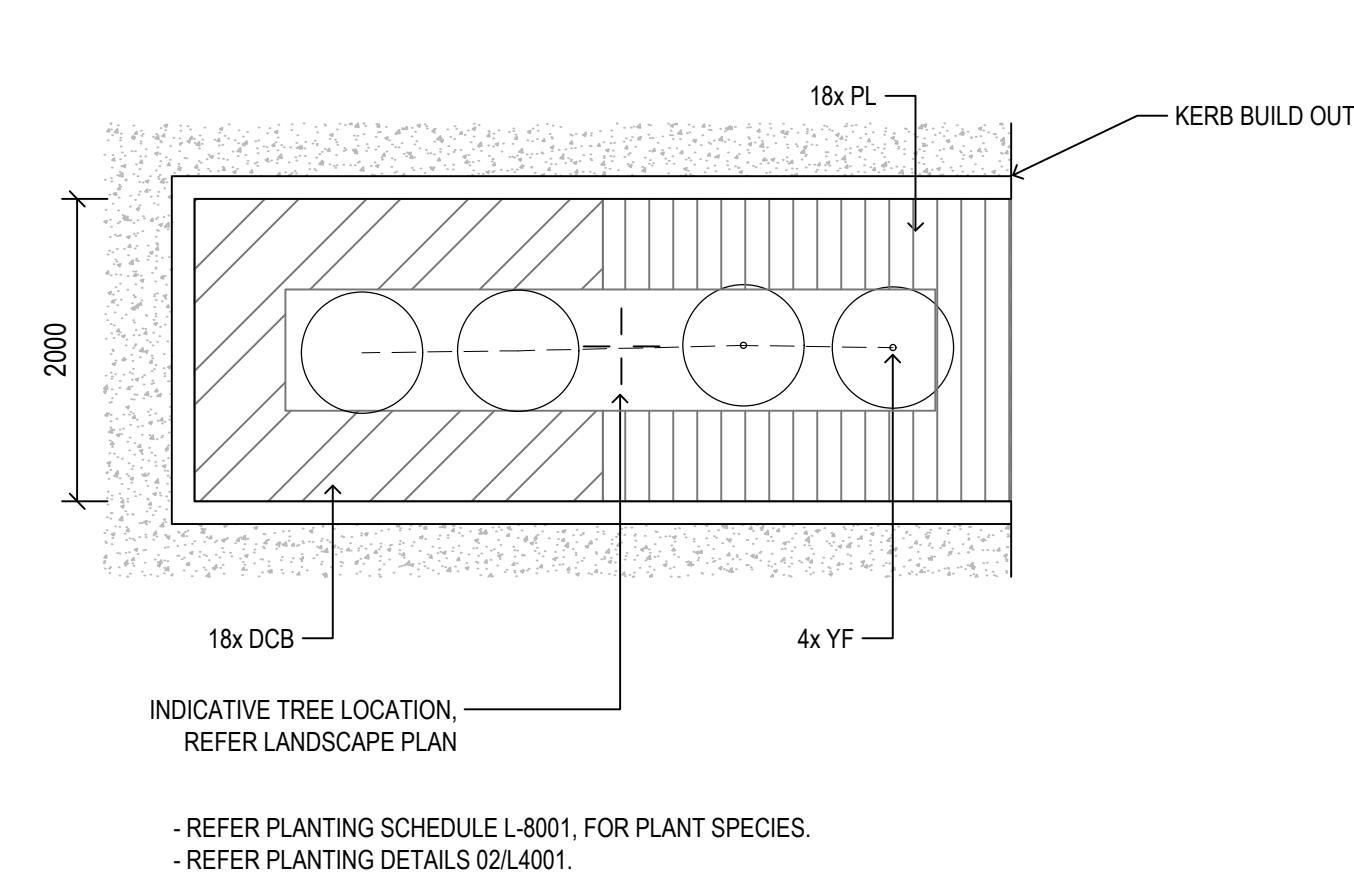 18x PL
KERB BUILD OUT
2000
18x DCB
4x YF
INDICATIVE TREE LOCATION,
REFER LANDSCAPE PLAN
- REFER PLANTING SCHEDULE L-8001, FOR PLANT SPECIES.
- REFER PLANTING DETAILS 02/L4001.